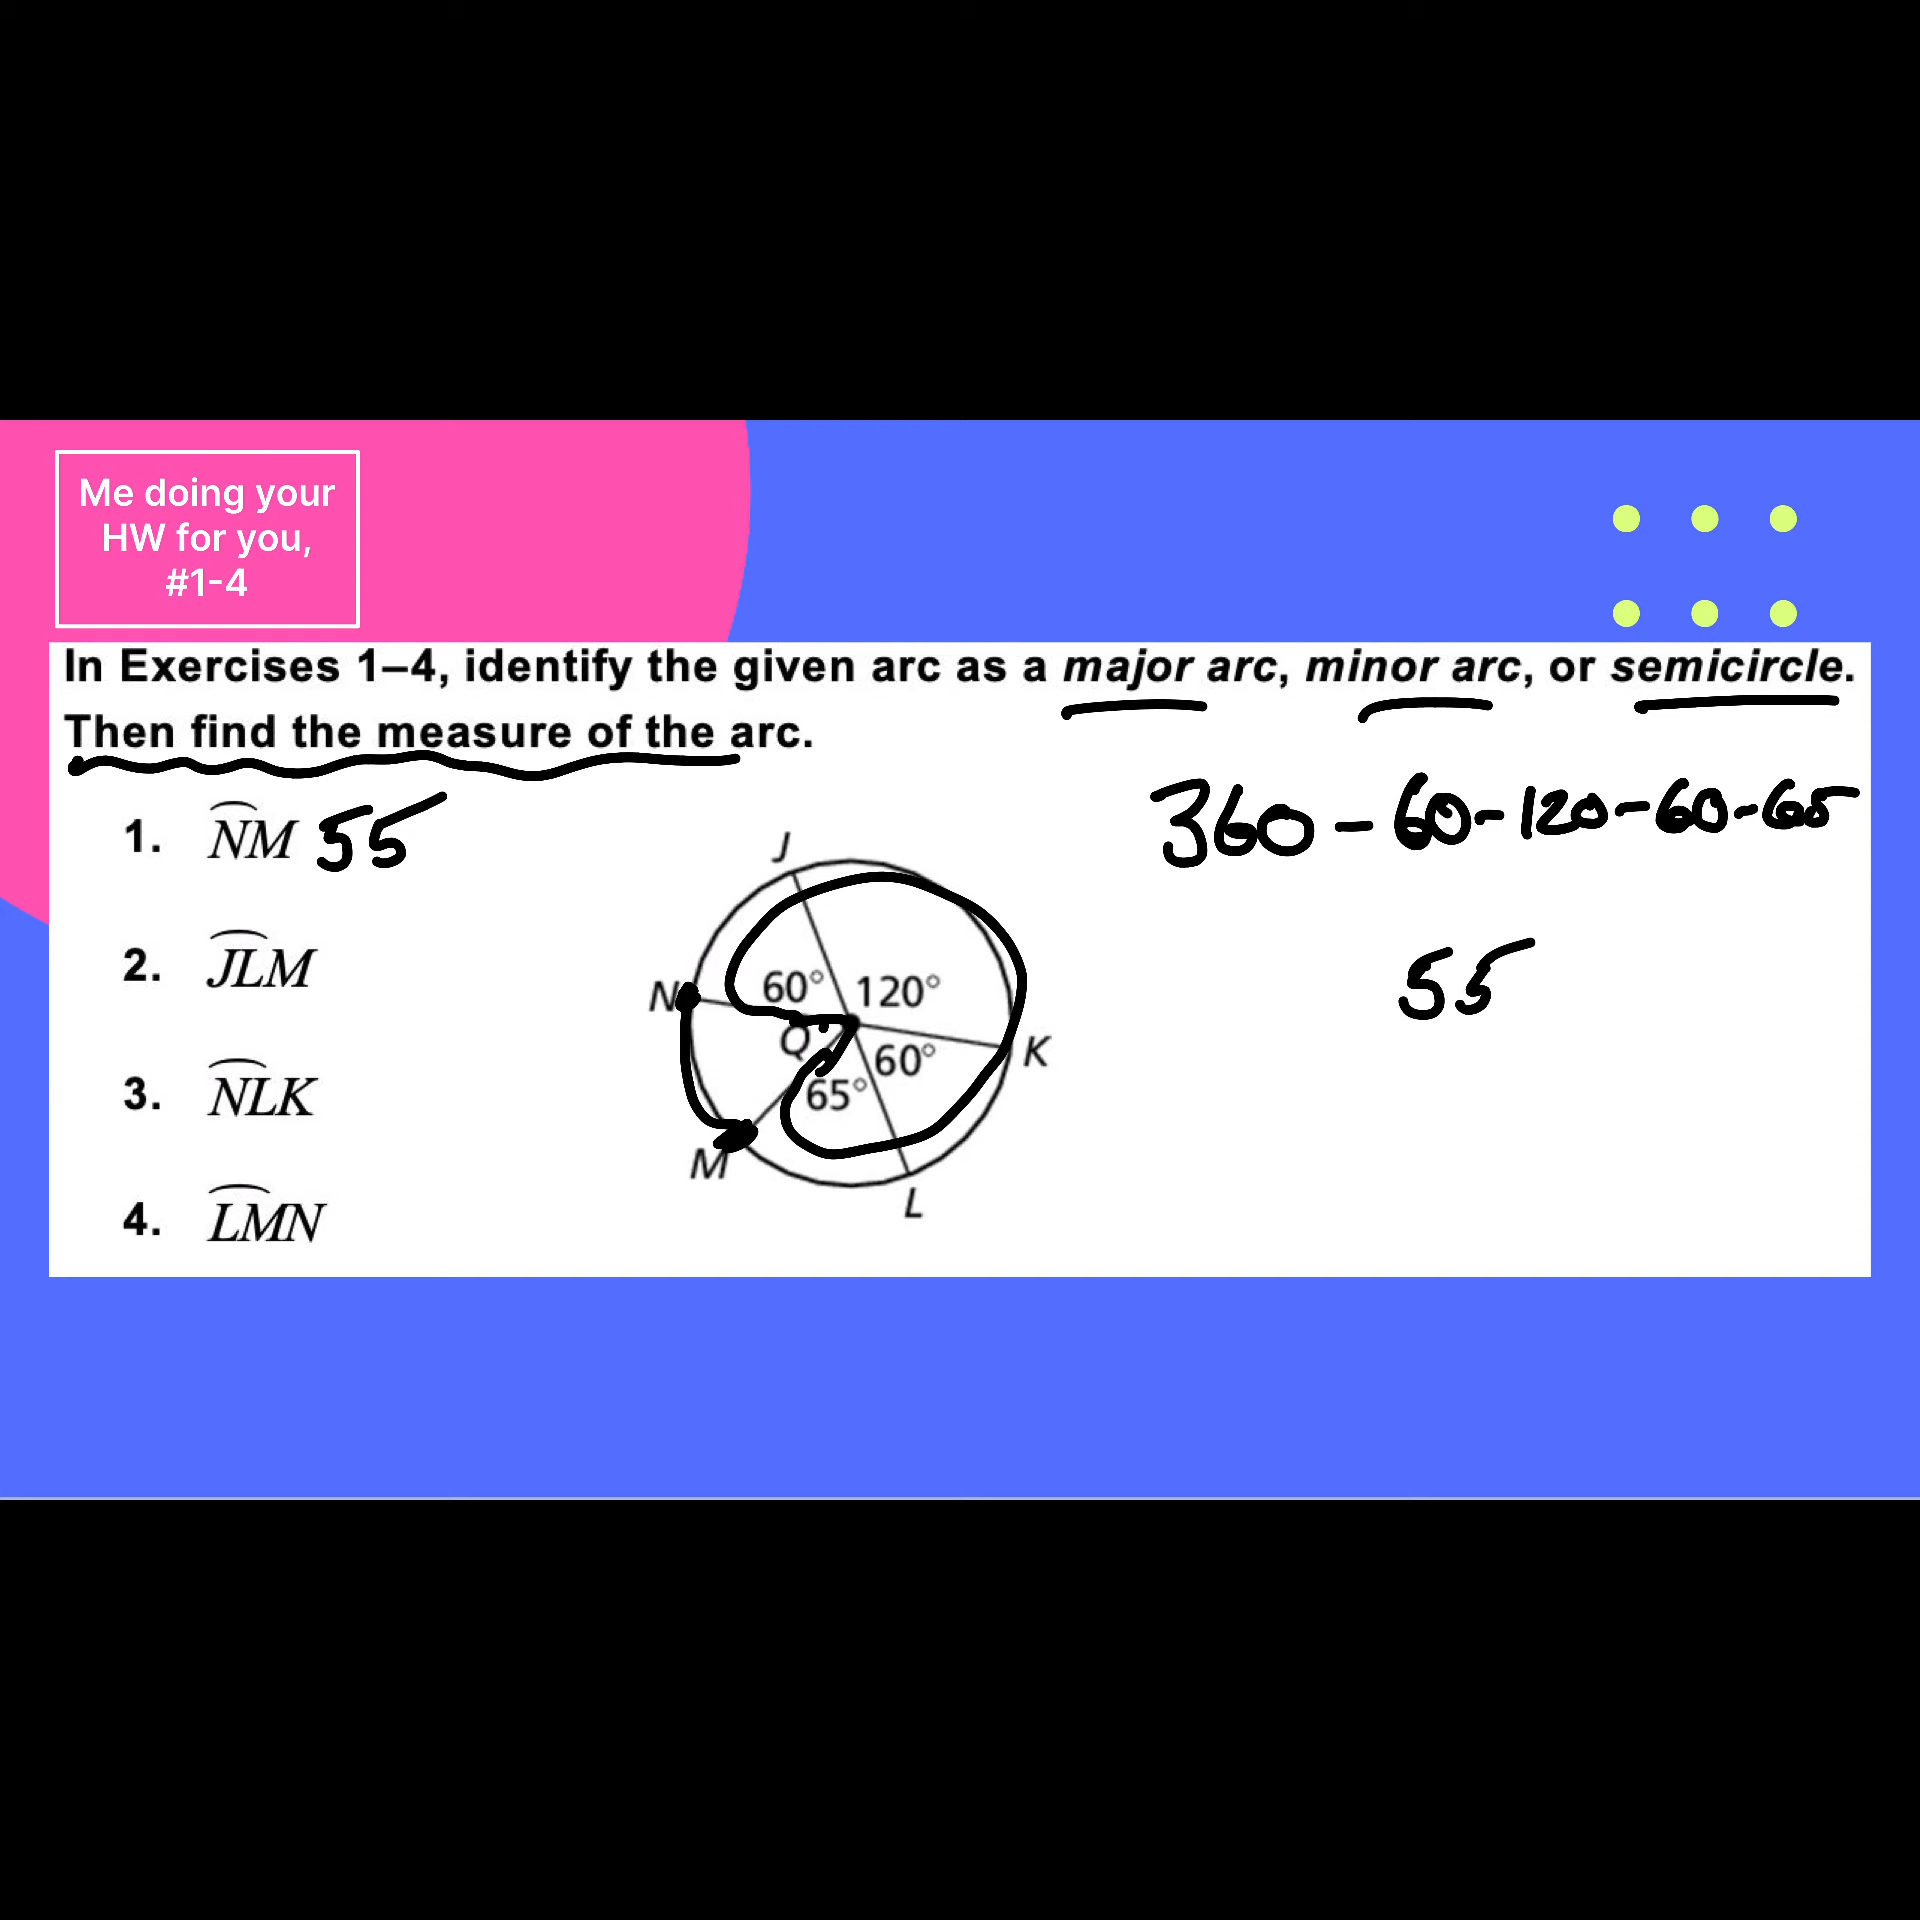 Me doing your
HW for you,
#1-4
In Exercises 1–4, identify the given arc as a major arc, minor arc, or semicircle.
Then find the measure of the arc.
1. NM 55
360 - 60 - 120 - 60 - 65
55
2. JLM
3. NLK
4. LMN
J
N
60° 120°
Q
K
60°
65°
M
L